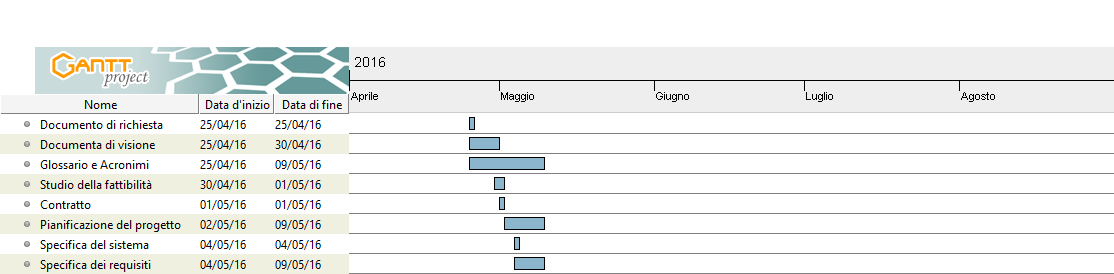 GANTT
project
2016
Aprile Maggio Giugno Luglio Agosto
Nome Data d'inizio Data di fine
Documento di richiesta 25/04/16 25/04/16
Documenta di visione 25/04/16 30/04/16
Glossario e Acronimi 25/04/16 09/05/16
Studio della fattibilità 30/04/16 01/05/16
Contratto 01/05/16 01/05/16
Pianificazione del progetto 02/05/16 09/05/16
Specifica del sistema 04/05/16 04/05/16
Specifica dei requisiti 04/05/16 09/05/16